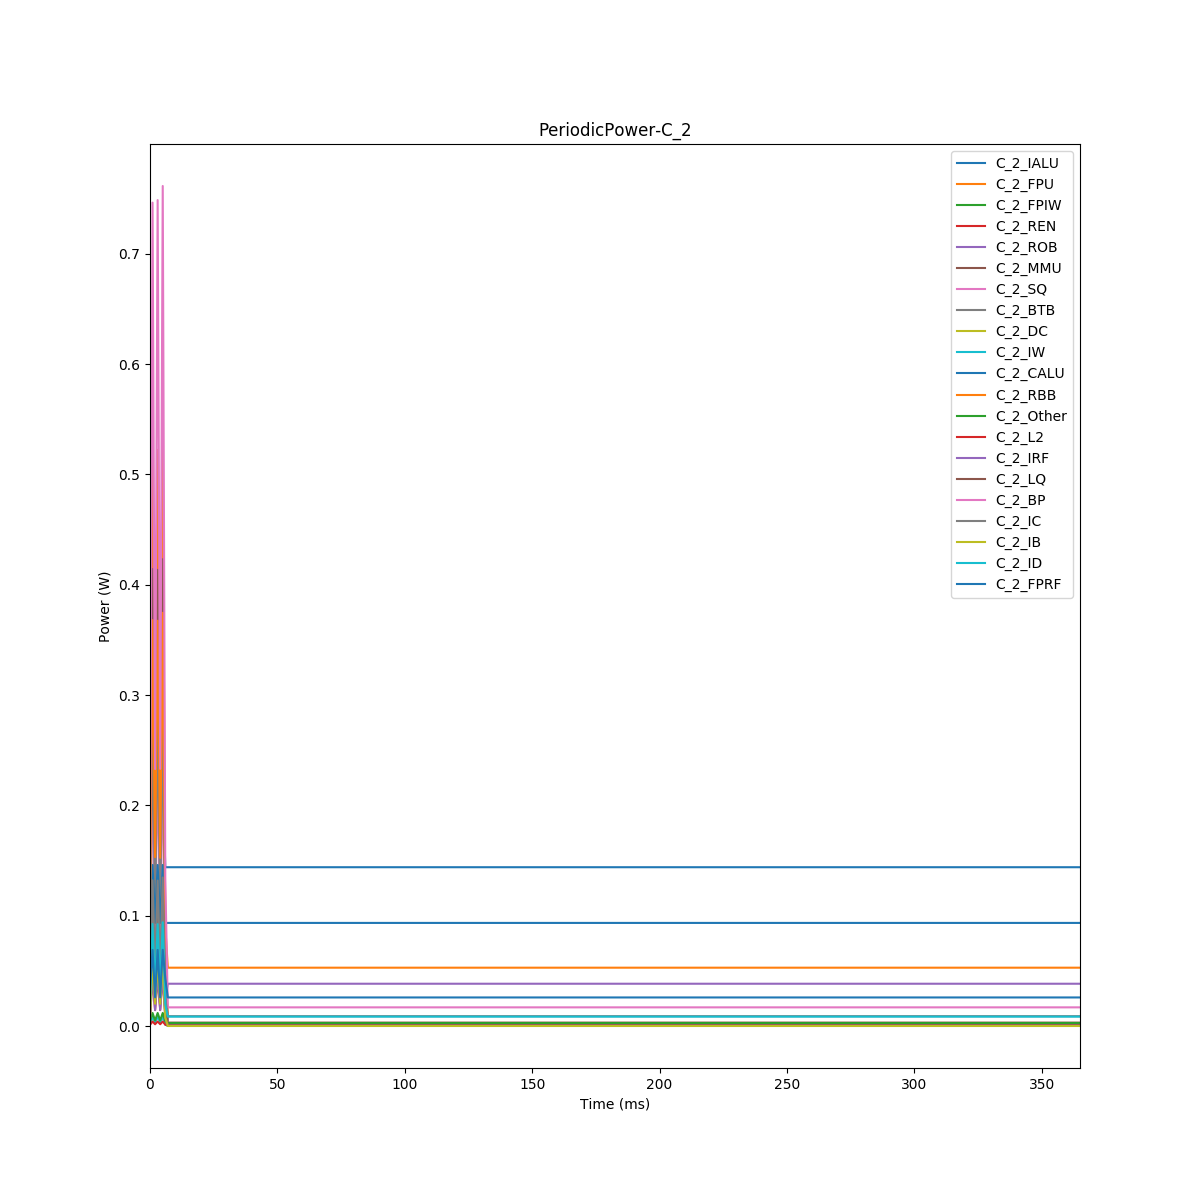 PeriodicPower-C_2
C_2_IALU
C_2_FPU
C_2_FPIW
C_2_REN
C_2_ROB
C_2_MMU
C_2_SQ
C_2_BTB
C_2_DC
C_2_IW
C_2_CALU
C_2_RBB
C_2_Other
C_2_L2
C_2_IRF
C_2_LQ
C_2_BP
C_2_IC
C_2_IB
C_2_ID
C_2_FPRF
0.7
0.6
0.5
0.4
0.3
0.2
0.1
0.0
Power (W)
0 50 100 150 200 250 300 350
Time (ms)